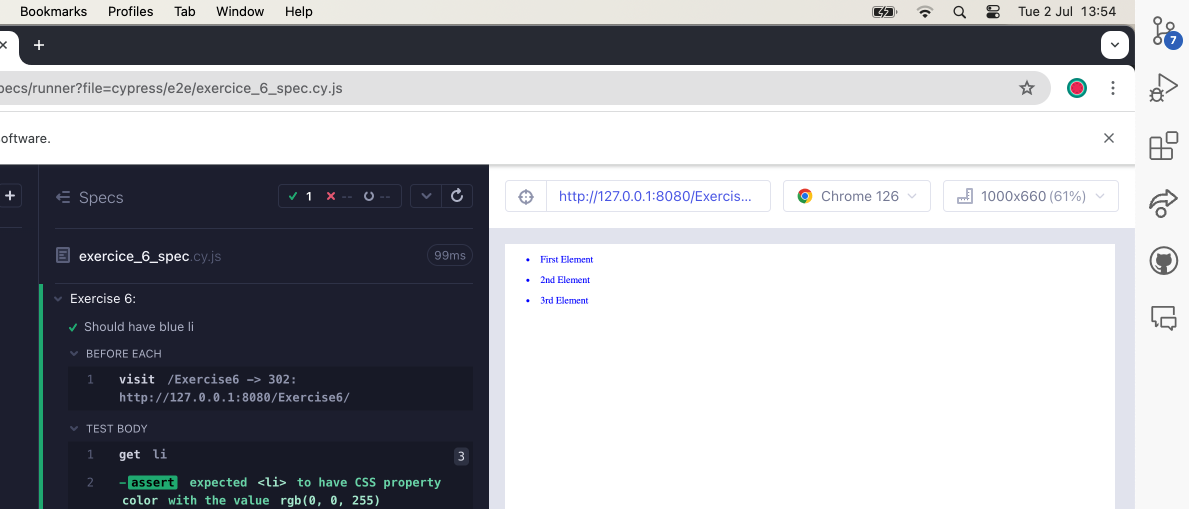 Bookmarks Profiles Tab Window Help Tue 2 Jul 13:54
7
pecs/runner?file=cypress/e2e/exercice_6_spec.cy.js
oftware.
Specs 1 -- --
http://127.0.0.1:8080/Exercis... Chrome 126 1000x660 (61%)
exercice_6_spec.cy.js 99ms
First Element
2nd Element
3rd Element
Exercise 6:
Should have blue li
BEFORE EACH
1 visit /Exercise6 -> 302:
http://127.0.0.1:8080/Exercise6/
TEST BODY
1 get li 3
2 -assert expected <li> to have CSS property
color with the value rgb(0, 0, 255)